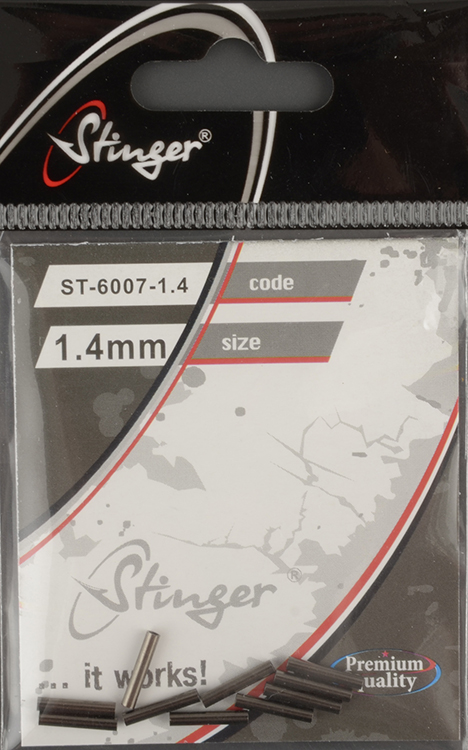 Stinger®
ST-6007-1.4 code
1.4mm size
Stinger®
... it works!
Premium
Quality